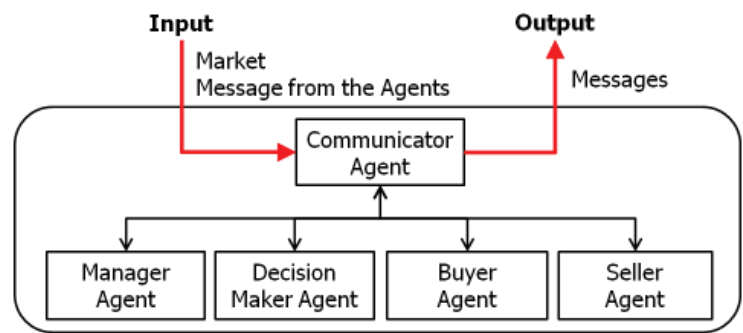 Input
Output
Market
Message from the Agents
Messages
Communicator
Agent
Manager
Agent
Decision
Maker Agent
Buyer
Agent
Seller
Agent